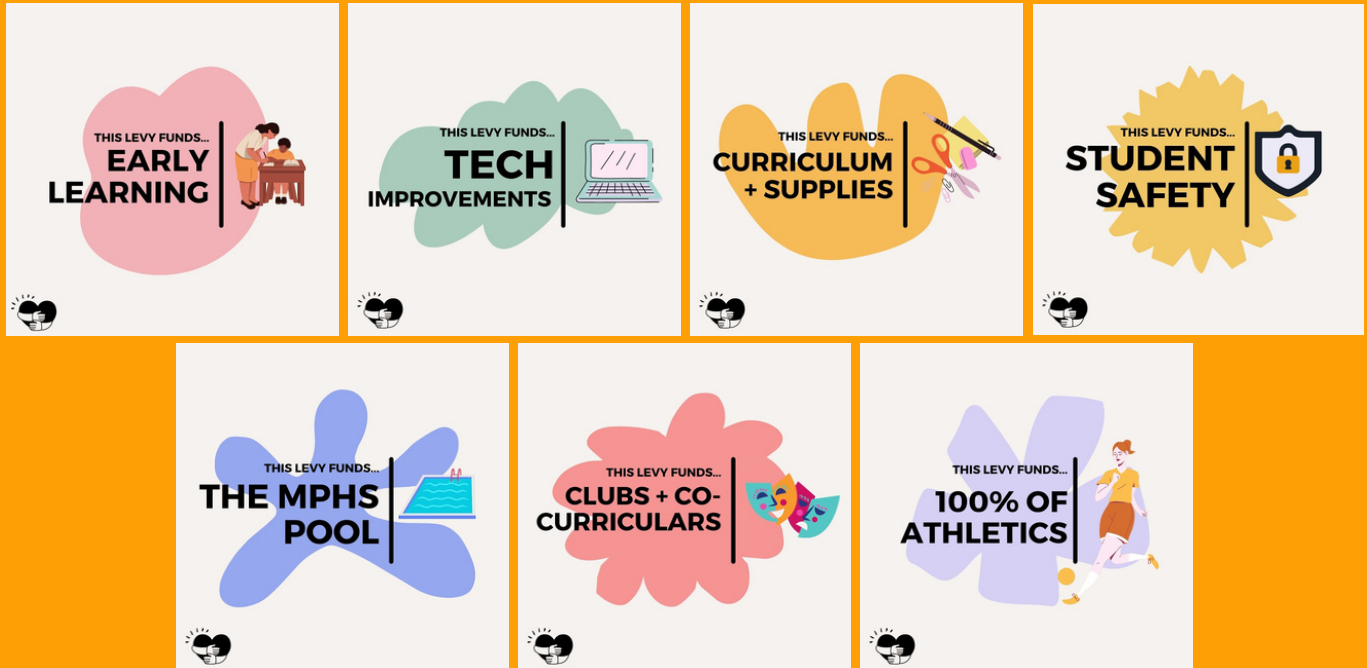 THIS LEVY FUNDS...
EARLY
LEARNING
THIS LEVY FUNDS...
TECH
IMPROVEMENTS
THIS LEVY FUNDS...
CURRICULUM
+ SUPPLIES
THIS LEVY FUNDS...
STUDENT
SAFETY
THIS LEVY FUNDS...
THE MPHS
POOL
THIS LEVY FUNDS...
CLUBS + CO-
CURRICULARS
THIS LEVY FUNDS...
100% OF
ATHLETICS